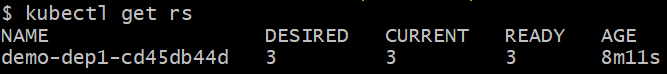 $ kubectl get rs
NAME DESIRED CURRENT READY AGE
demo-dep1-cd45db44d 3 3 3 8m11s